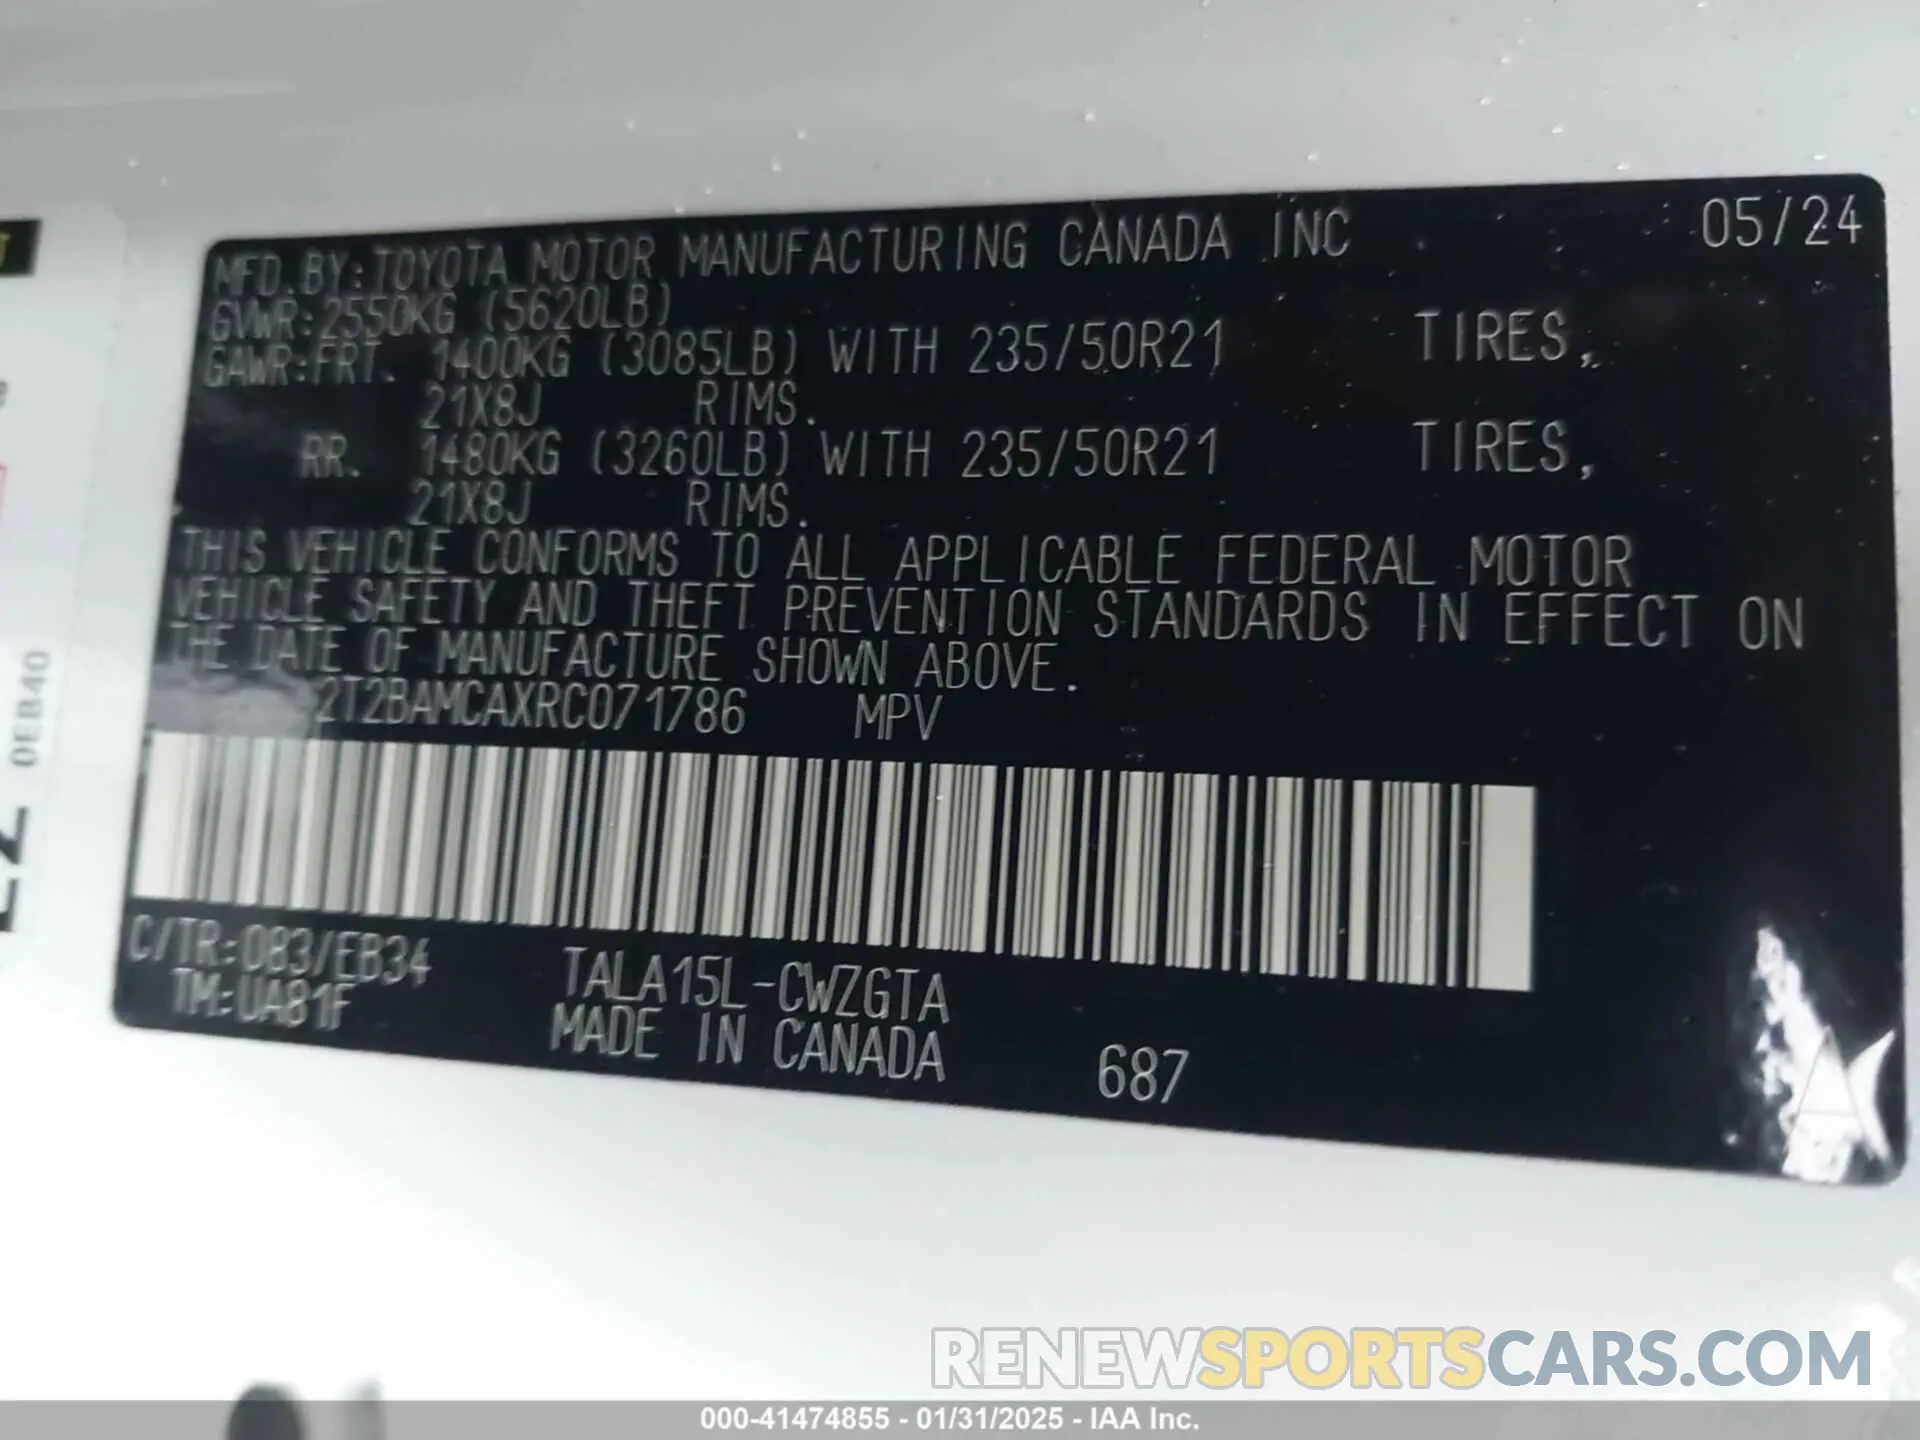 MFD.BY:TOYOTA MOTOR MANUFACTURING CANADA INC 05/24
GVWR:2550KG (5620LB)
GAWR:FRT. 1400KG (3085LB) WITH 235/50R21 TIRES,
21X8J RIMS.
RR. 1480KG (3260LB) WITH 235/50R21 TIRES,
21X8J RIMS.
THIS VEHICLE CONFORMS TO ALL APPLICABLE FEDERAL MOTOR
VEHICLE SAFETY AND THEFT PREVENTION STANDARDS IN EFFECT ON
THE DATE OF MANUFACTURE SHOWN ABOVE.
2T2BAMCAXRC071786 MPV
C/TR:083/EB34 TALA15L-CWZGTA
TM:UA81F MADE IN CANADA 687
0EB40
RENEWSPORTSCARS.COM
000-41474855 - 01/31/2025 - IAA Inc.